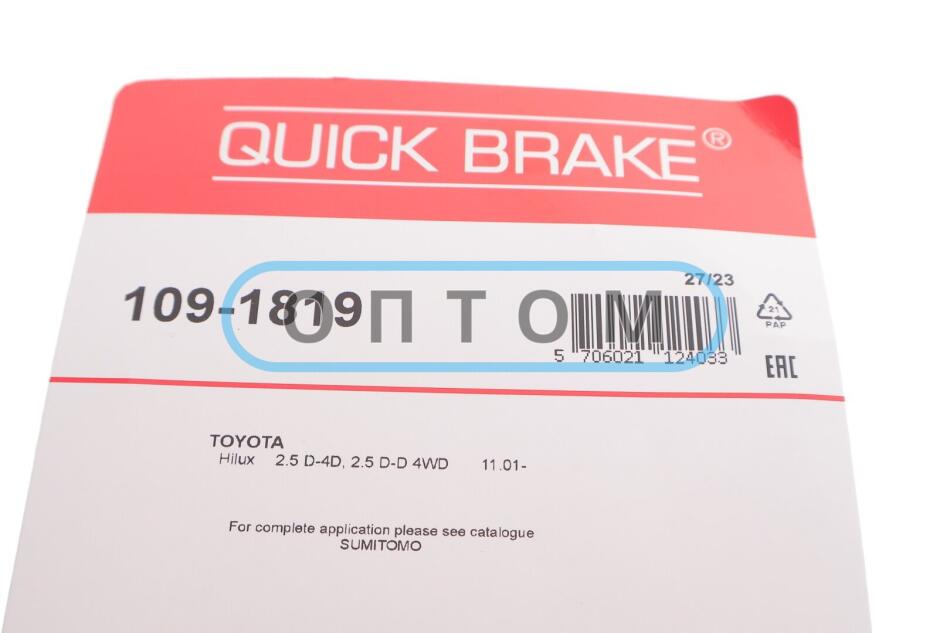 QUICK BRAKE®
27/23
109-1819
ОПТОМ
5 706021 124033
21
PAP
EAC
TOYOTA
Hilux 2.5 D-4D, 2.5 D-D 4WD 11.01-
For complete application please see catalogue
SUMITOMO